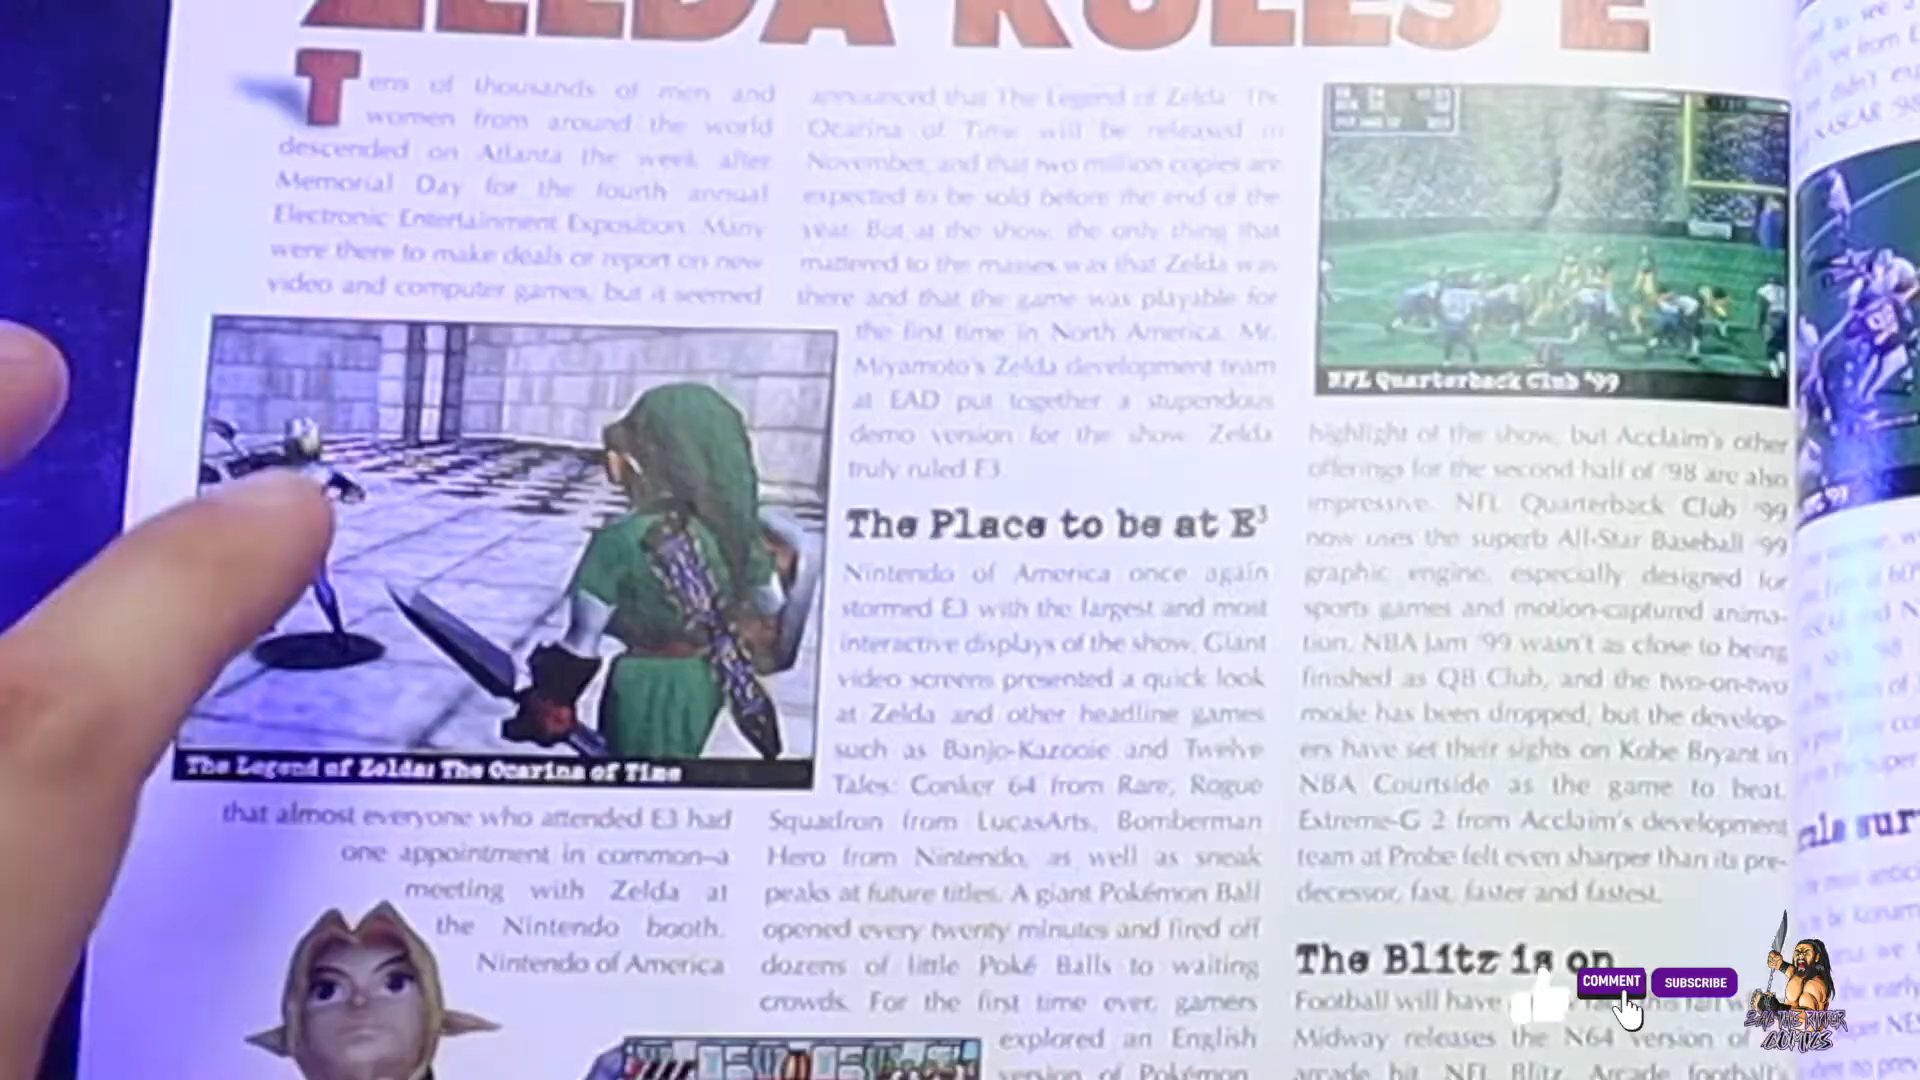 ZELDA RULES E
Tens of thousands of men and
women from around the world
descended on Atlanta the week after
Memorial Day for the fourth annual
Electronic Entertainment Exposition. Many
were there to make deals or report on new
video and computer games, but it seemed
The Legend of Zelda: The Ocarina of Time
that almost everyone who attended E3 had
one appointment in common—a
meeting with Zelda at
the Nintendo booth.
Nintendo of America
announced that The Legend of Zelda: The
Ocarina of Time will be released in
November, and that two million copies are
expected to be sold before the end of the
year. But at the show, the only thing that
mattered to the masses was that Zelda was
there and that the game was playable for
the first time in North America. Mr.
Miyamoto's Zelda development team
at EAD put together a stupendous
demo version for the show. Zelda
truly ruled E3.
The Place to be at E3
Nintendo of America once again
stormed E3 with the largest and most
interactive displays of the show. Giant
video screens presented a quick look
at Zelda and other headline games
such as Banjo-Kazooie and Twelve
Tales: Conker 64 from Rare, Rogue
Squadron from LucasArts, Bomberman
Hero from Nintendo, as well as sneak
peaks at future titles. A giant Pokémon Ball
opened every twenty minutes and fired off
dozens of little Poké Balls to waiting
crowds. For the first time ever, gamers
explored an English
version of Pokémon
NFL Quarterback Club '99
highlight of the show, but Acclaim's other
offerings for the second half of '98 are also
impressive. NFL Quarterback Club '99
now uses the superb All-Star Baseball '99
graphic engine, especially designed for
sports games and motion-captured anima-
tion. NBA Jam '99 wasn't as close to being
finished as QB Club, and the two-on-two
mode has been dropped, but the develop-
ers have set their sights on Kobe Bryant in
NBA Courtside as the game to beat.
Extreme-G 2 from Acclaim's development
team at Probe felt even sharper than its pre-
decessor, fast, faster and fastest.
The Blitz is on
Football will have
Midway releases the N64 version of
arcade hit, NFL Blitz. Arcade football's
COMMENT
SUBSCRIBE
COMICS